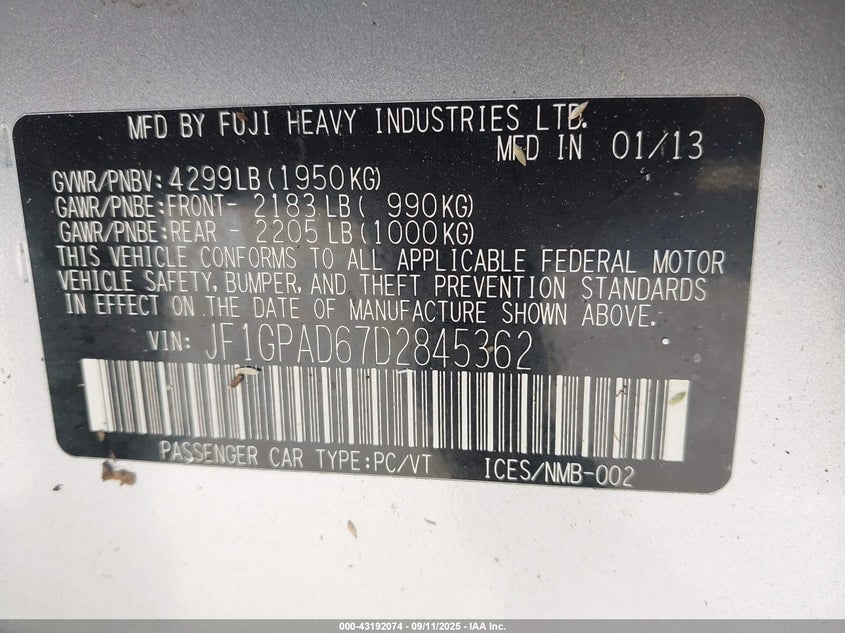 MFD BY FUJI HEAVY INDUSTRIES LTD.
MFD IN 01/13
GVWR/PNBV: 4299LB (1950KG)
GAWR/PNBE: FRONT- 2183 LB ( 990KG)
GAWR/PNBE: REAR - 2205 LB (1000KG)
THIS VEHICLE CONFORMS TO ALL APPLICABLE FEDERAL MOTOR
VEHICLE SAFETY, BUMPER, AND THEFT PREVENTION STANDARDS
IN EFFECT ON THE DATE OF MANUFACTURE SHOWN ABOVE.
VIN: JF1GPAD67D2845362
PASSENGER CAR TYPE:PC/VT ICES/NMB-002
000-43192074 - 09/11/2025 - IAA Inc.